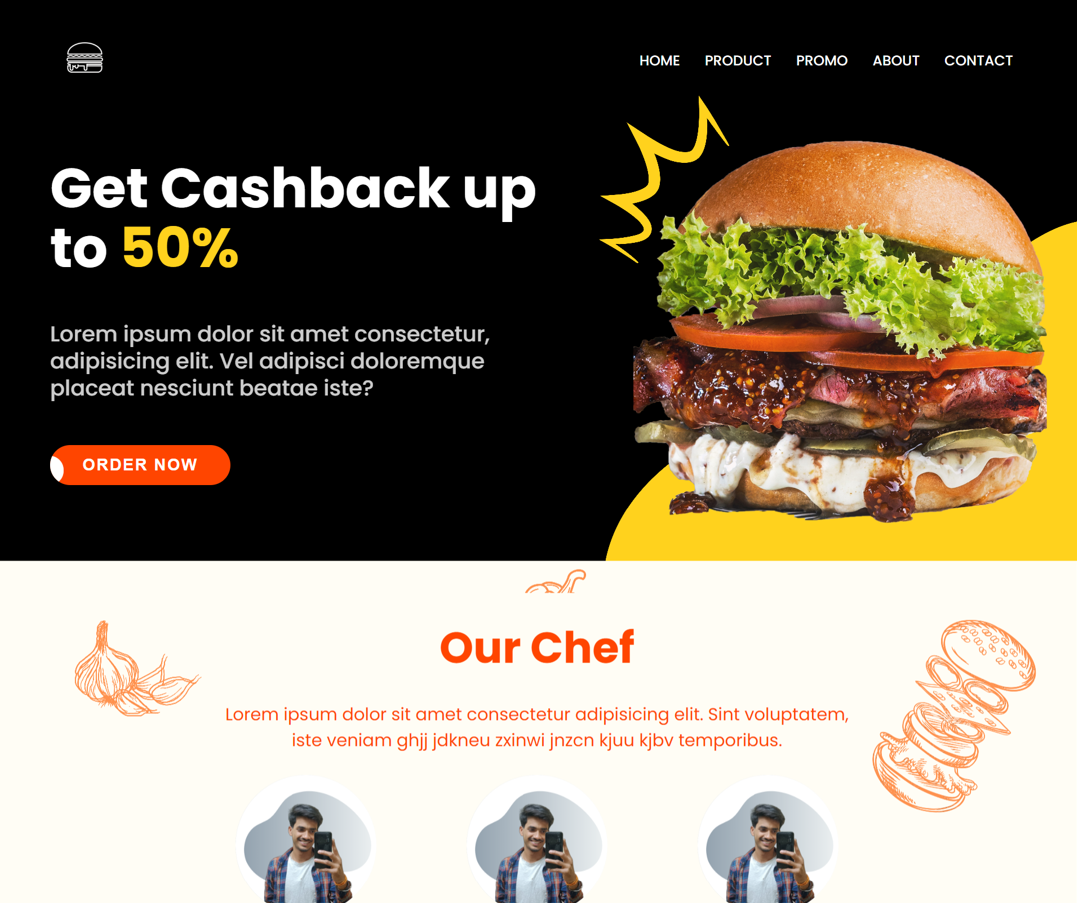 HOME PRODUCT PROMO ABOUT CONTACT
Get Cashback up
to 50%
Lorem ipsum dolor sit amet consectetur,
adipisicing elit. Vel adipisci doloremque
placeat nesciunt beatae iste?
ORDER NOW
Our Chef
Lorem ipsum dolor sit amet consectetur adipisicing elit. Sint voluptatem,
iste veniam ghjj jdkneu zxinwi jnzcn kjuu kjbv temporibus.